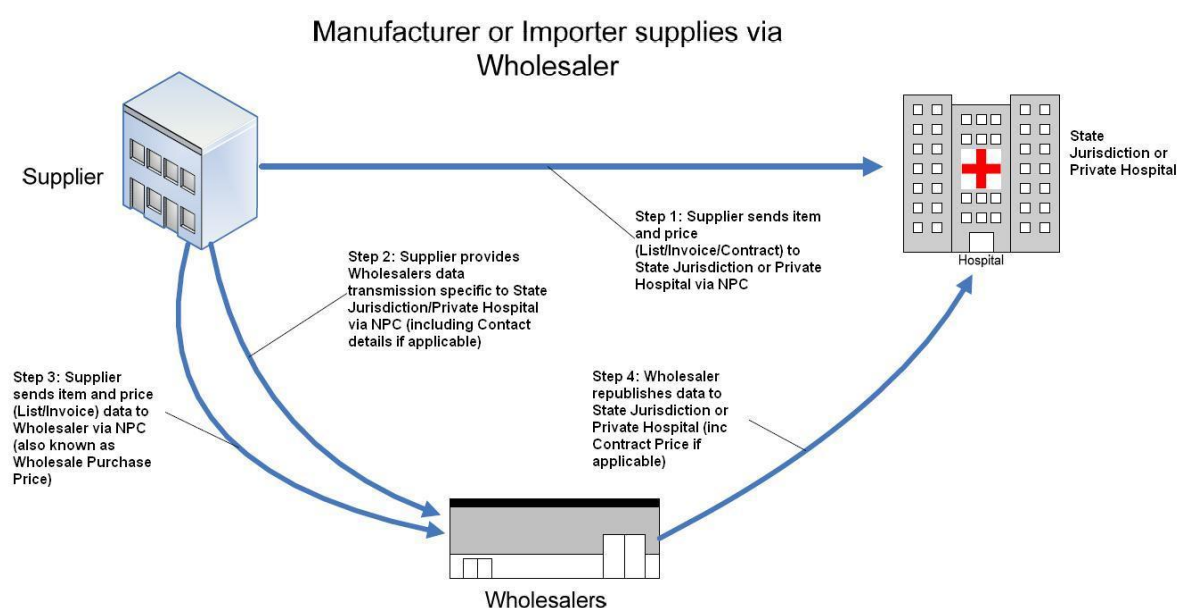 Manufacturer or Importer supplies via
Wholesaler
Supplier
State
Jurisdiction or
Private Hospital
Hospital
Step 1: Supplier sends item
and price
(List/Invoice/Contract) to
State Jurisdiction or Private
Hospital via NPC
Step 2: Supplier provides
Wholesalers data
transmission specific to State
Jurisdiction/Private Hospital
via NPC (including Contact
details if applicable)
Step 3: Supplier
sends item and price
(List/Invoice) data to
Wholesaler via NPC
(also known as
Wholesale Purchase
Price)
Step 4: Wholesaler
republishes data to
State Jurisdiction or
Private Hospital (inc
Contract Price if
applicable)
Wholesalers